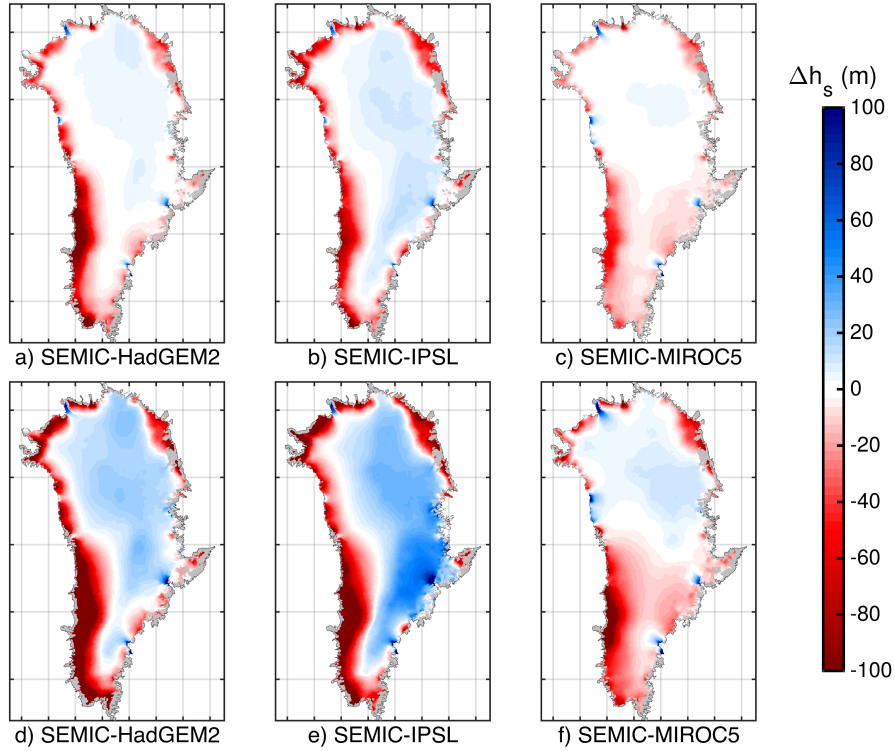 Δhs (m)
100
80
60
40
20
0
-20
-40
-60
-80
-100
a) SEMIC-HadGEM2
b) SEMIC-IPSL
c) SEMIC-MIROC5
d) SEMIC-HadGEM2
e) SEMIC-IPSL
f) SEMIC-MIROC5